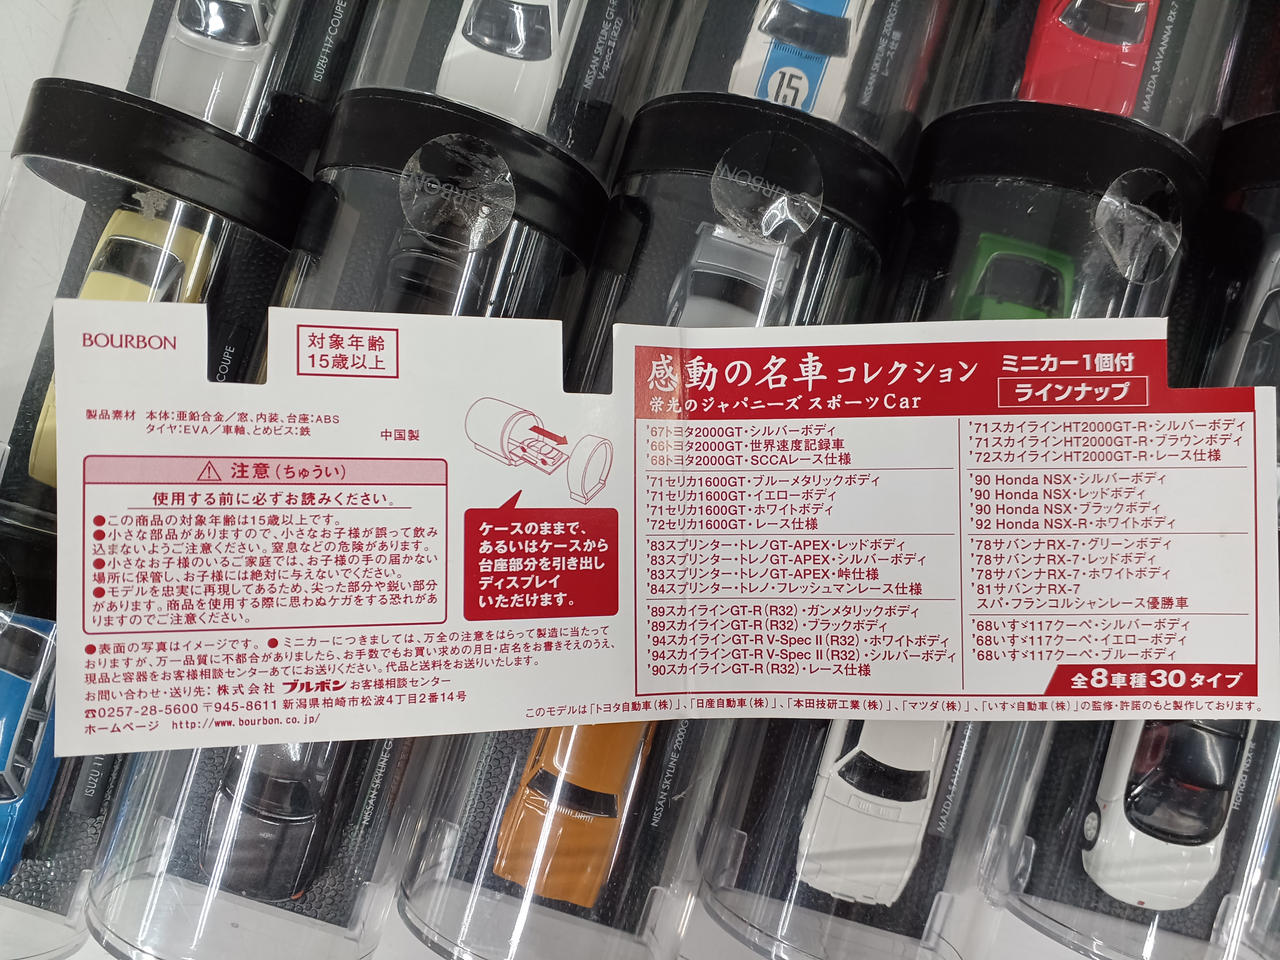 ISUZU 117 COUPE
NISSAN SKYLINE GT-R
V-spec II (R32)
NISSAN SKYLINE 2000GT-R
レース仕様
MAZDA SAVANNA RX-7
15
BOURBON
BOURBON
COUPE
BOURBON
対象年齢
15歳以上
製品素材 本体:亜鉛合金/窓、内装、台座:ABS
タイヤ:EVA/車軸、とめビス:鉄
中国製
注意(ちゅうい)
使用する前に必ずお読みください。
●この商品の対象年齢は15歳以上です。
●小さな部品がありますので、小さなお子様が誤って飲み
込まないようご注意ください。窒息などの危険があります。
●小さなお子様のいるご家庭では、お子様の手の届かない
場所に保管し、お子様には絶対に与えないでください。
●モデルを忠実に再現してあるため、尖った部分や鋭い部分
があります。商品を使用する際に思わぬケガをする恐れがあ
りますのでご注意ください。
ケースのままで、
あるいはケースから
台座部分を引き出し
ディスプレイ
いただけます。
●表面の写真はイメージです。●ミニカーにつきましては、万全の注意をはらって製造に当たって
おりますが、万一品質に不都合がありましたら、お手数でもお買い求めの月日・店名をお書きそえのうえ、
現品と容器をお客様相談センターあてにお送りください。代品と送料をお送りいたします。
お問い合わせ・送り先:株式会社 ブルボン お客様相談センター
☎0257-28-5600 〒945-8611 新潟県柏崎市松波4丁目2番14号
ホームページ http://www.bourbon.co.jp/
感動の名車コレクション
栄光のジャパニーズ スポーツCar
ミニカー1個付
ラインナップ
'67トヨタ2000GT・シルバーボディ
'66トヨタ2000GT・世界速度記録車
'68トヨタ2000GT・SCCAレース仕様
'71セリカ1600GT・ブルーメタリックボディ
'71セリカ1600GT・イエローボディ
'71セリカ1600GT・ホワイトボディ
'72セリカ1600GT・レース仕様
'83スプリンター・トレノGT-APEX・レッドボディ
'83スプリンター・トレノGT-APEX・シルバーボディ
'83スプリンター・トレノGT-APEX・峠仕様
'84スプリンター・トレノ・フレッシュマンレース仕様
'89スカイラインGT-R(R32)・ガンメタリックボディ
'89スカイラインGT-R(R32)・ブラックボディ
'94スカイラインGT-R V-Spec II(R32)・ホワイトボディ
'94スカイラインGT-R V-Spec II(R32)・シルバーボディ
'90スカイラインGT-R(R32)・レース仕様
'71スカイラインHT2000GT-R・シルバーボディ
'71スカイラインHT2000GT-R・ブラウンボディ
'72スカイラインHT2000GT-R・レース仕様
'90 Honda NSX・シルバーボディ
'90 Honda NSX・レッドボディ
'90 Honda NSX・ブラックボディ
'92 Honda NSX-R・ホワイトボディ
'78サバンナRX-7・グリーンボディ
'78サバンナRX-7・レッドボディ
'78サバンナRX-7・ホワイトボディ
'81サバンナRX-7
スパ・フランコルシャンレース優勝車
'68いすゞ117クーペ・シルバーボディ
'68いすゞ117クーペ・イエローボディ
'68いすゞ117クーペ・ブルーボディ
全8車種30タイプ
このモデルは「トヨタ自動車(株)」、「日産自動車(株)」、「本田技研工業(株)」、「マツダ(株)」、「いすゞ自動車(株)」の監修・許諾のもと製作しております。
ISUZU 11
NISSAN SKYLINE G
NISSAN SKYLINE 2000G
MAZDA SAVANNA R
Honda NSX R